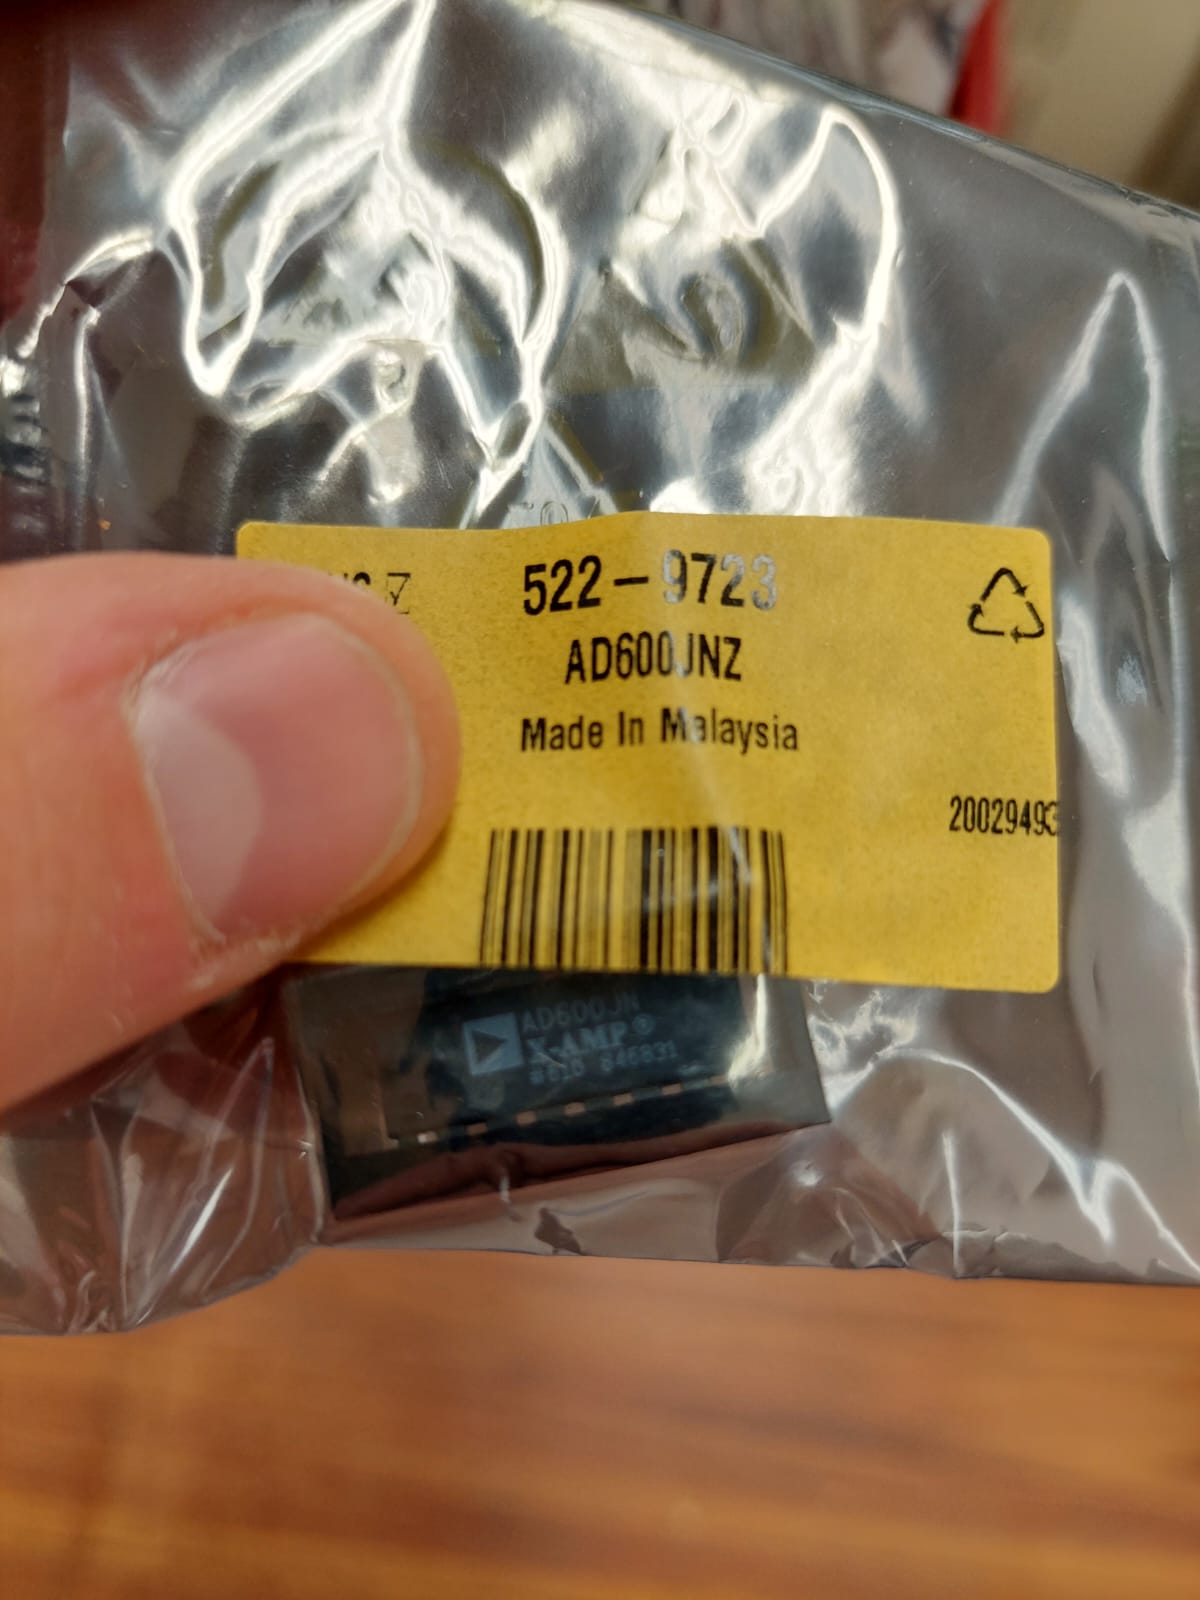 522-9723
AD600JNZ
Made In Malaysia
20029493
AD600JN
X-AMP®